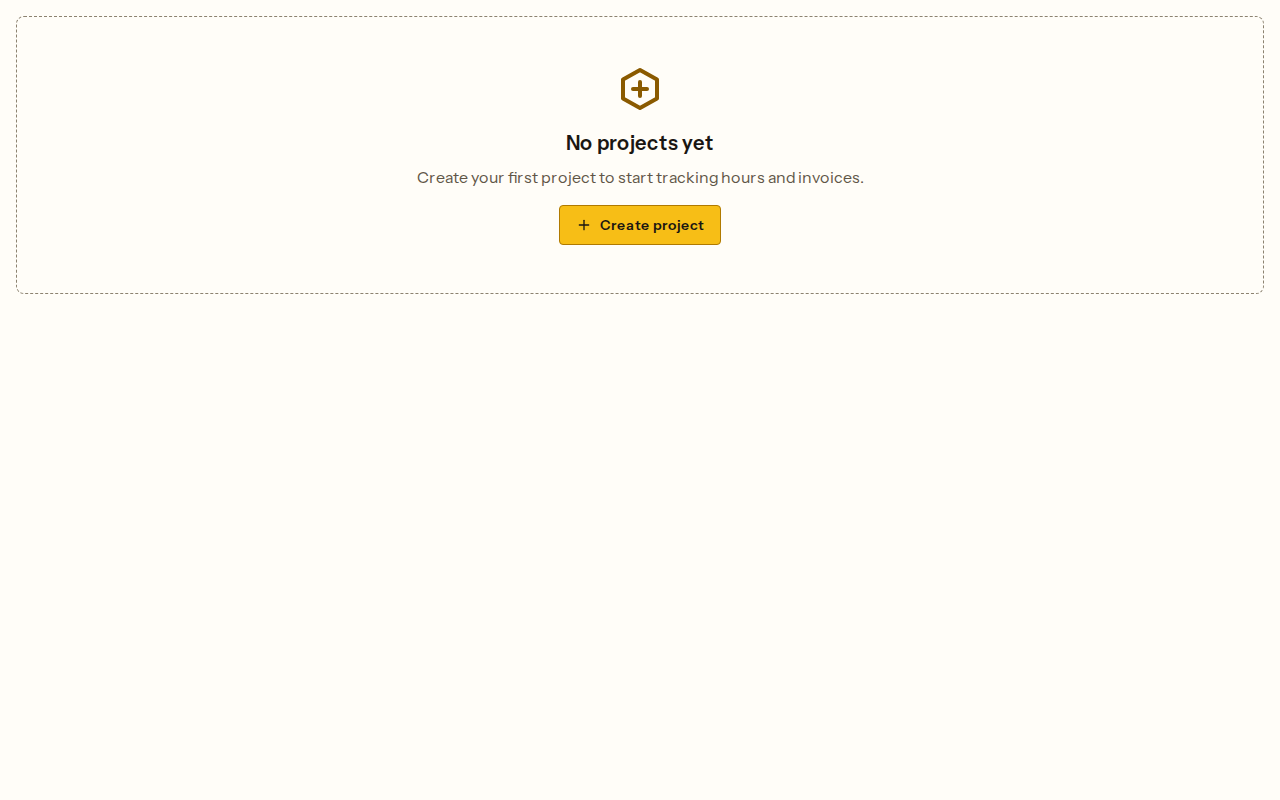 No projects yet
Create your first project to start tracking hours and invoices.
Create project